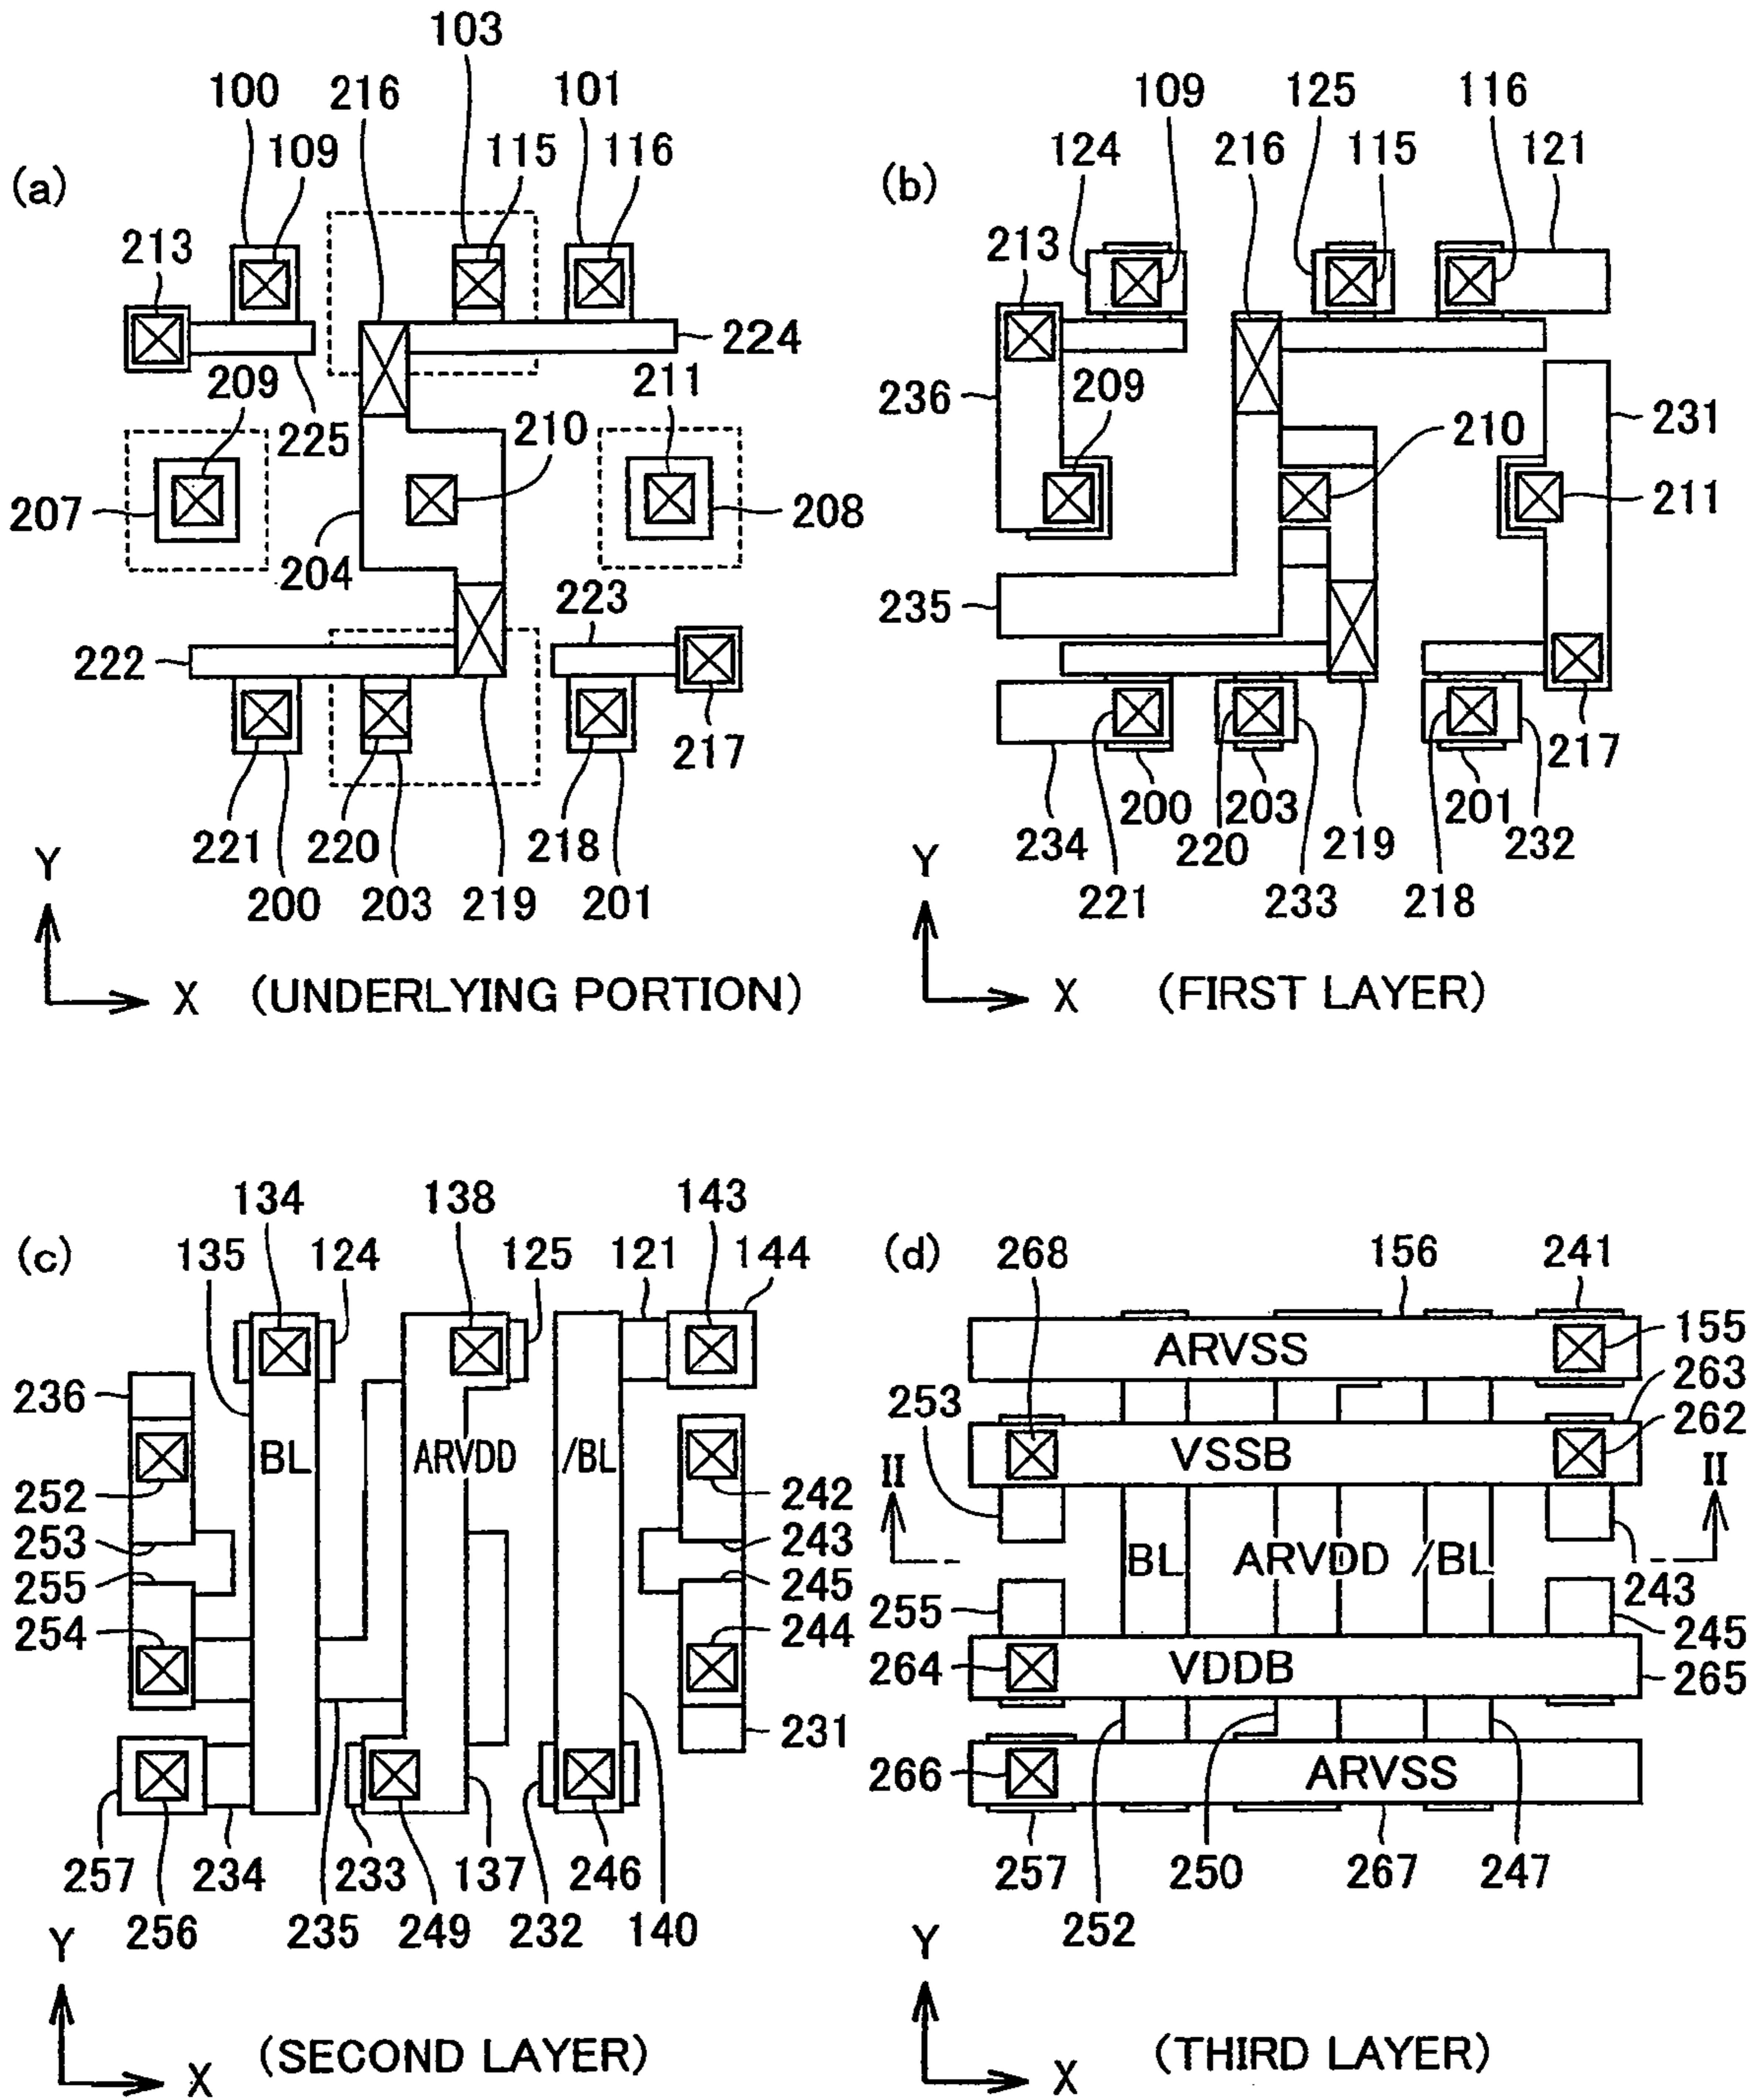 103
100 216 101
109 115 116
(a)
213
224
209 211
225 210
207 208
204
223
222
217
221 220 218
200 203 219 201
Y
X (UNDERLYING PORTION)
109 125 116
124 216 115 121
(b)
213
236 209 231
210
211
235
217
200 203 201
234 220 219 232
221 233 218
Y
X (FIRST LAYER)
134 138 143
(c) 135 124 125 121 144
236
BL ARVDD /BL
252 242
253 243
255 245
254 244
231
257 234 233 137 232 246
256 235 249 140
Y
X (SECOND LAYER)
(d) 268 156 241
ARVSS 155
263
253
VSSB 262
II II
BL ARVDD /BL
243
255 245
264 VDDB 265
266 ARVSS
257 250 267 247
252
Y
X (THIRD LAYER)